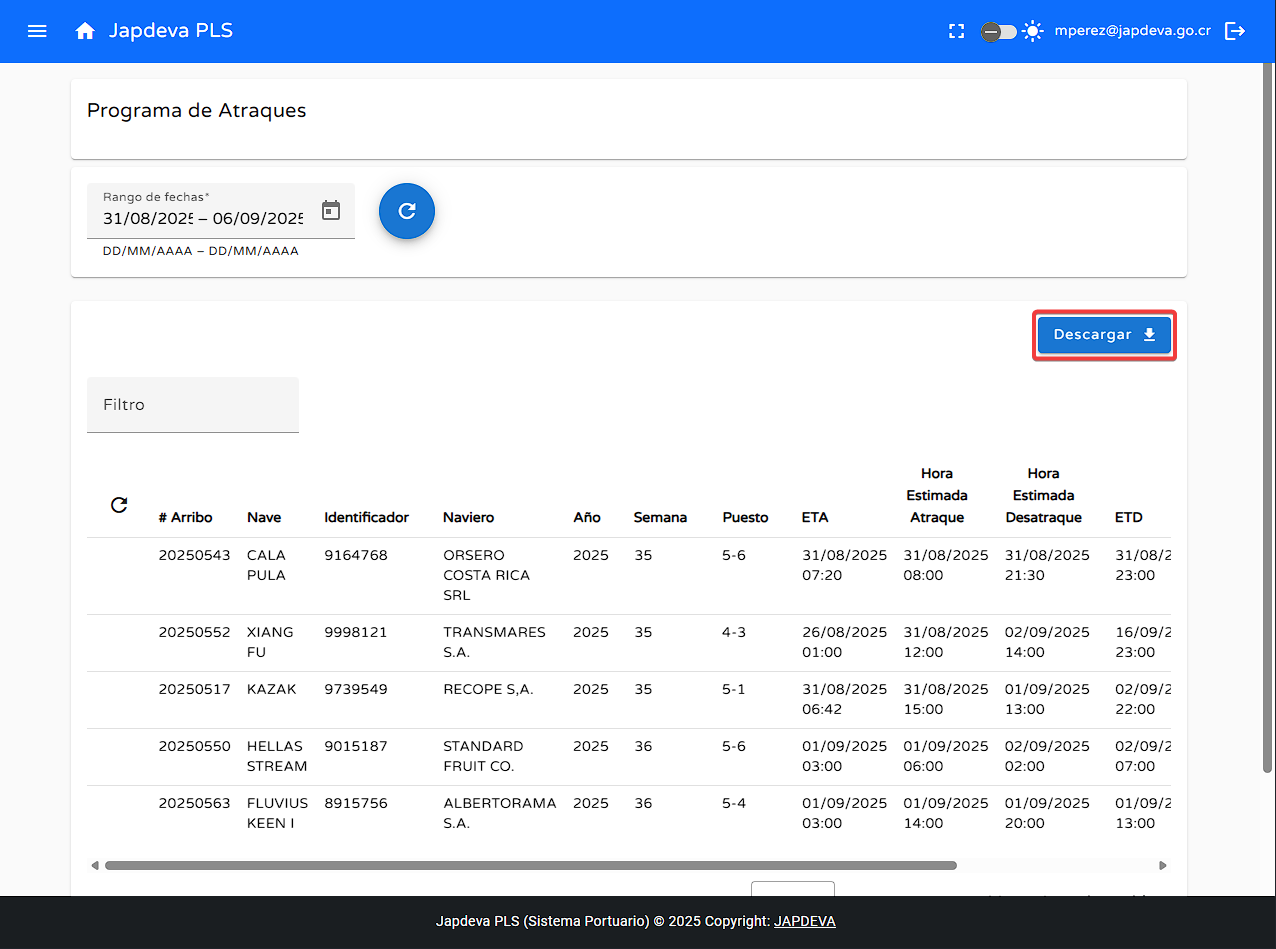 Japdeva PLS
mperez@japdeva.go.cr
Programa de Atraques
Rango de fechas*
31/08/2025 – 06/09/2025
DD/MM/AAAA – DD/MM/AAAA
Descargar
Filtro
# Arribo Nave Identificador Naviero Año Semana Puesto ETA Hora Estimada Atraque Hora Estimada Desatraque ETD
20250543 CALA 9164768 ORSERO 2025 35 5-6 31/08/2025 31/08/2025 31/08/2025 31/08/2
PULA COSTA RICA 07:20 08:00 21:30 23:00
SRL
20250552 XIANG 9998121 TRANSMARES 2025 35 4-3 26/08/2025 31/08/2025 02/09/2025 16/09/2
FU S.A. 01:00 12:00 14:00 23:00
20250517 KAZAK 9739549 RECOPE S,A. 2025 35 5-1 31/08/2025 31/08/2025 01/09/2025 02/09/2
06:42 15:00 13:00 22:00
20250550 HELLAS 9015187 STANDARD 2025 36 5-6 01/09/2025 01/09/2025 02/09/2025 02/09/2
STREAM FRUIT CO. 03:00 06:00 02:00 07:00
20250563 FLUVIUS 8915756 ALBERTORAMA 2025 36 5-4 01/09/2025 01/09/2025 01/09/2025 01/09/2
KEEN I S.A. 03:00 14:00 20:00 13:00
Japdeva PLS (Sistema Portuario) © 2025 Copyright: JAPDEVA